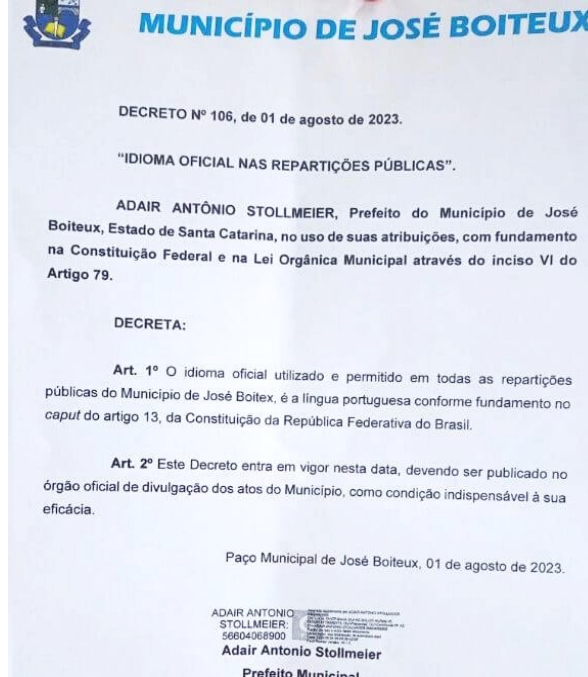 MUNICÍPIO DE JOSÉ BOITEUX
DECRETO Nº 106, de 01 de agosto de 2023.
“IDIOMA OFICIAL NAS REPARTIÇÕES PÚBLICAS”.
ADAIR ANTÔNIO STOLLMEIER, Prefeito do Município de José
Boiteux, Estado de Santa Catarina, no uso de suas atribuições, com fundamento
na Constituição Federal e na Lei Orgânica Municipal através do inciso VI do
Artigo 79.
DECRETA:
Art. 1º O idioma oficial utilizado e permitido em todas as repartições
públicas do Município de José Boitex, é a língua portuguesa conforme fundamento no
caput do artigo 13, da Constituição da República Federativa do Brasil.
Art. 2º Este Decreto entra em vigor nesta data, devendo ser publicado no
órgão oficial de divulgação dos atos do Município, como condição indispensável à sua
eficácia.
Paço Municipal de José Boiteux, 01 de agosto de 2023.
ADAIR ANTONIO
STOLLMEIER:
56604068900
Adair Antonio Stollmeier
Prefeito Municipal